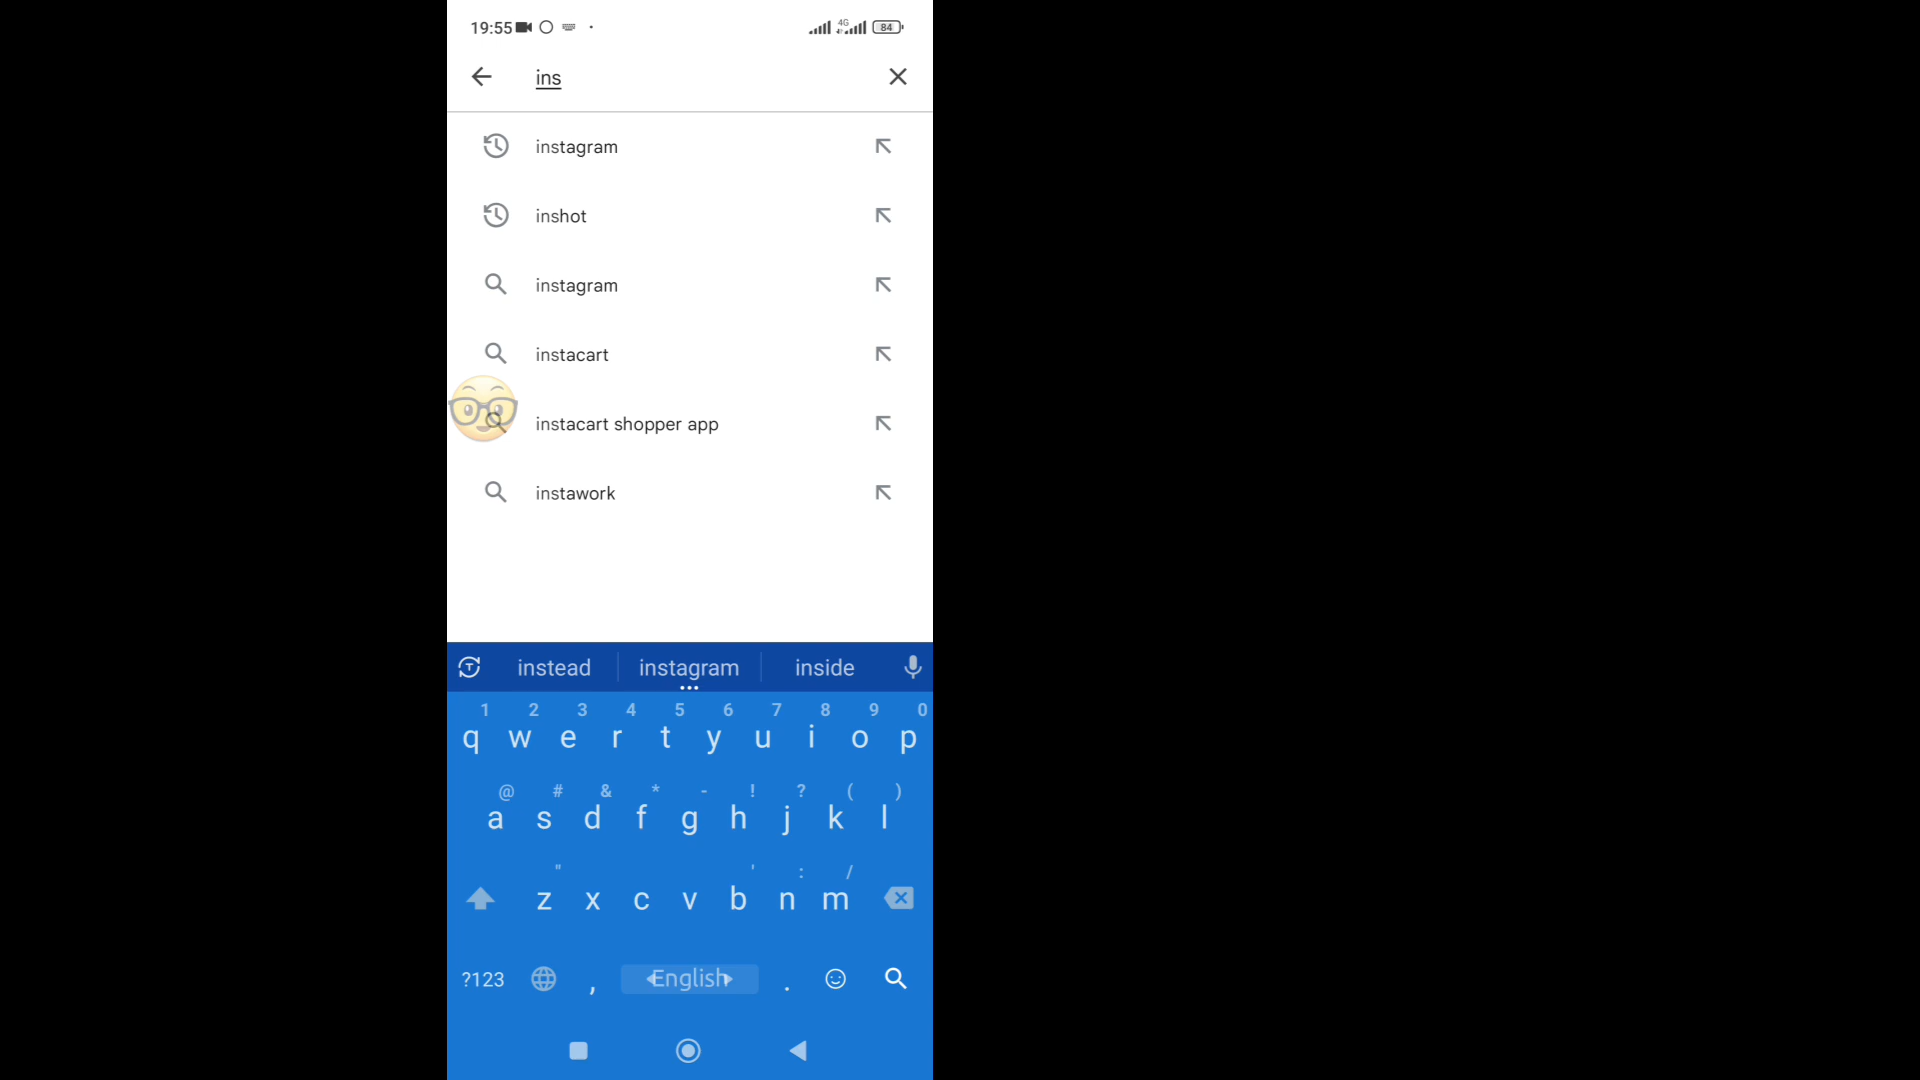 19:55 4G 84
ins
instagram
inshot
instagram
instacart
instacart shopper app
instawork
instead instagram inside
1 2 3 4 5 6 7 8 9 0
q w e r t y u i o p
@ # & * - ! ? ( )
a s d f g h j k l
" ' : /
z x c v b n m
?123 , English .